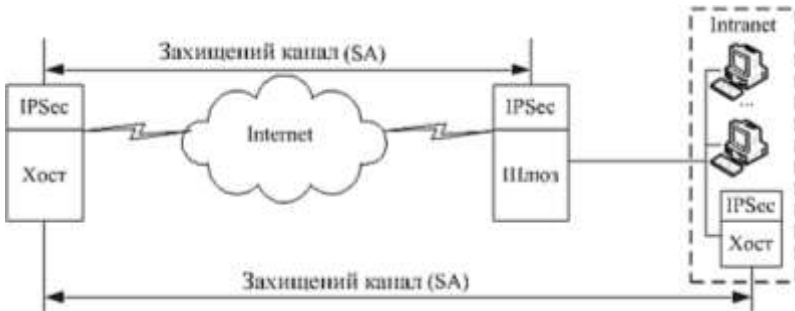 Intranet
Захищений канал (SA)
IPSec
Хост
Internet
IPSec
Шлюз
...
IPSec
Хост
Захищений канал (SA)